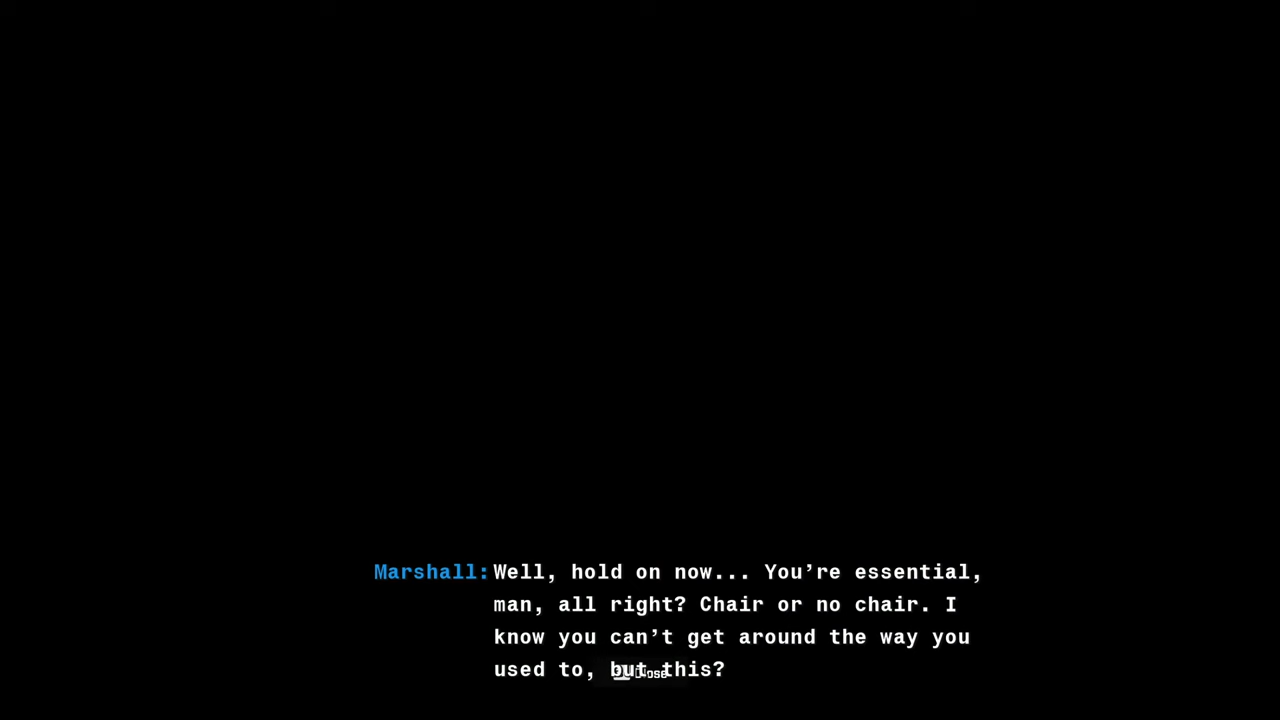 Marshall: Well, hold on now... You’re essential,
man, all right? Chair or no chair. I
know you can’t get around the way you
used to, but this?